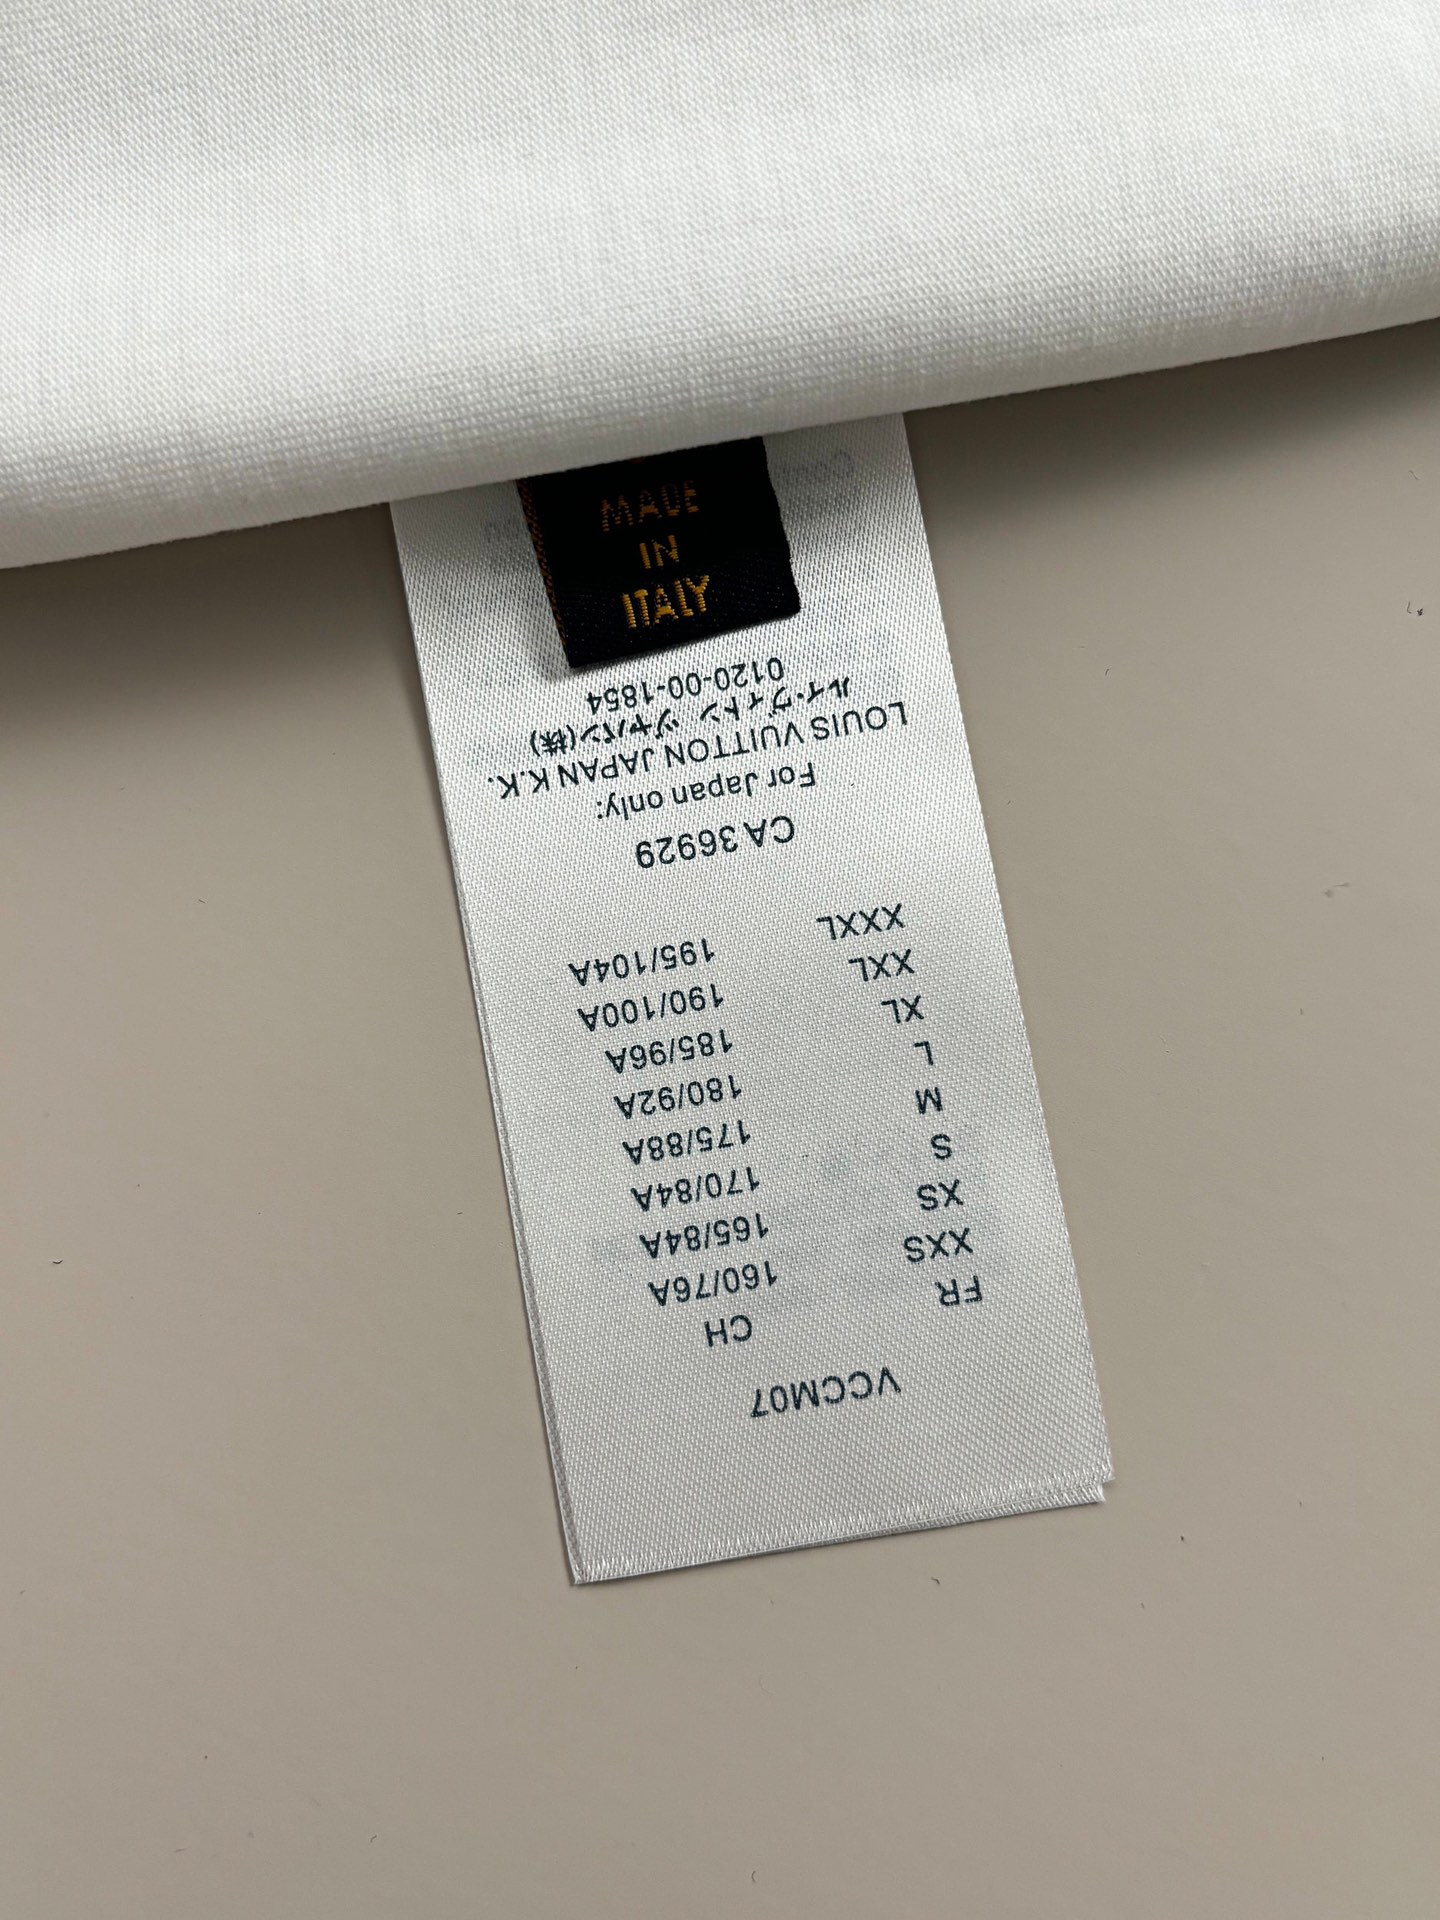 MADE
IN
ITALY
VCCM07
FR CH
XXS 160/76A
XS 165/84A
S 170/84A
M 175/88A
L 180/92A
XL 185/96A
XXL 190/100A
XXXL 195/104A
CA 36929
For Japan only:
LOUIS VUITTON JAPAN K.K.
ルイ・ヴィトン ジャパン(株)
0120-00-1854